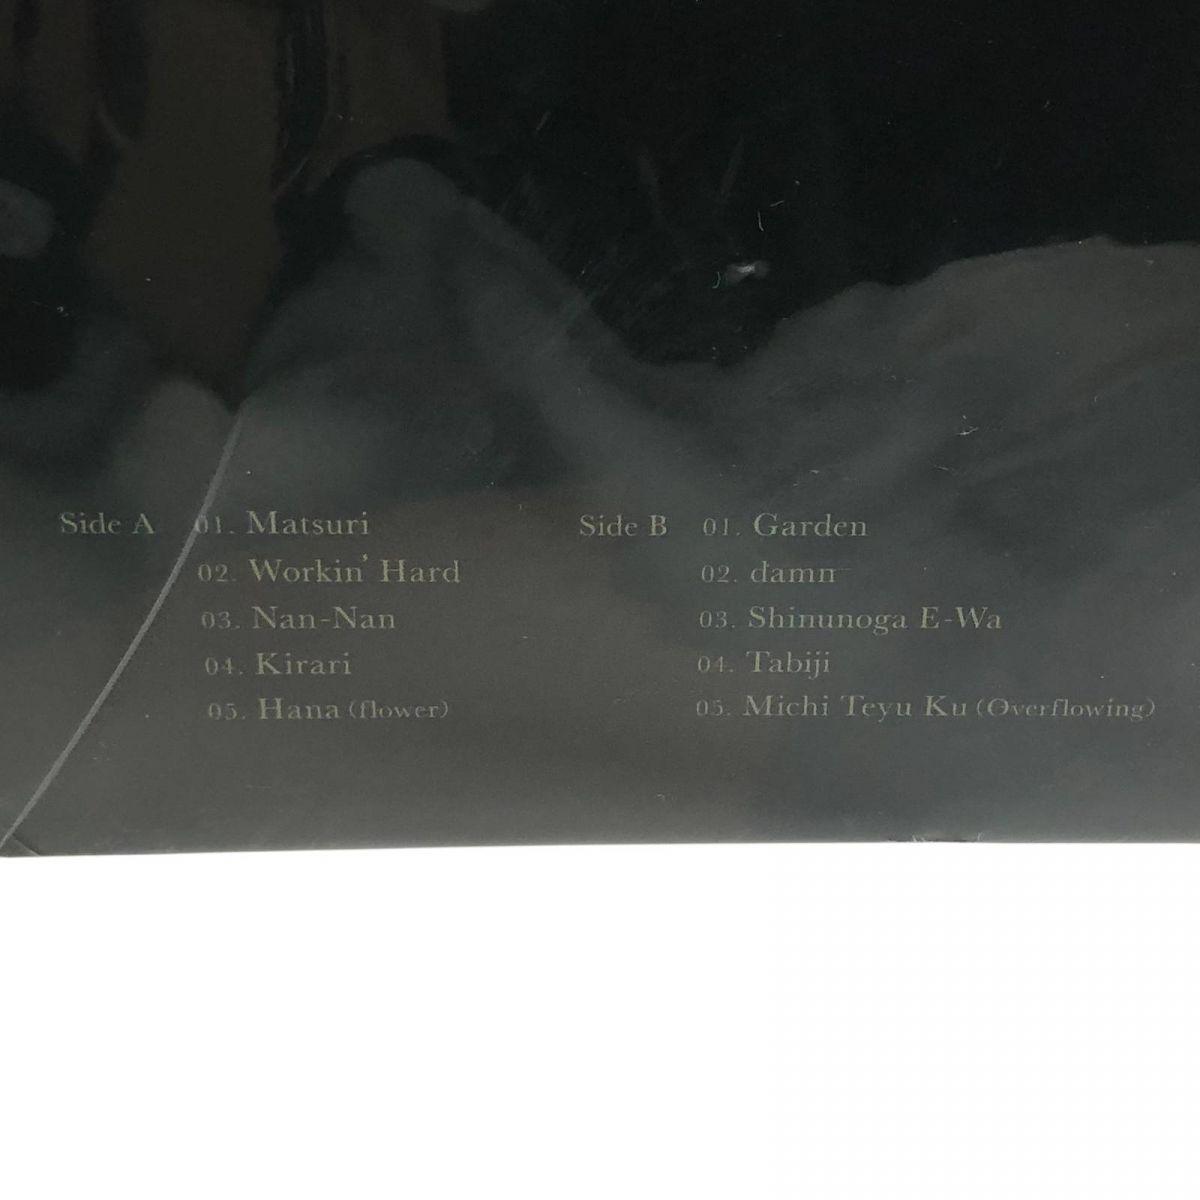 Side A 01. Matsuri
02. Workin' Hard
03. Nan-Nan
04. Kirari
05. Hana (flower)
Side B 01. Garden
02. damn
03. Shinunoga E-Wa
04. Tabiji
05. Michi Teyu Ku (Overflowing)